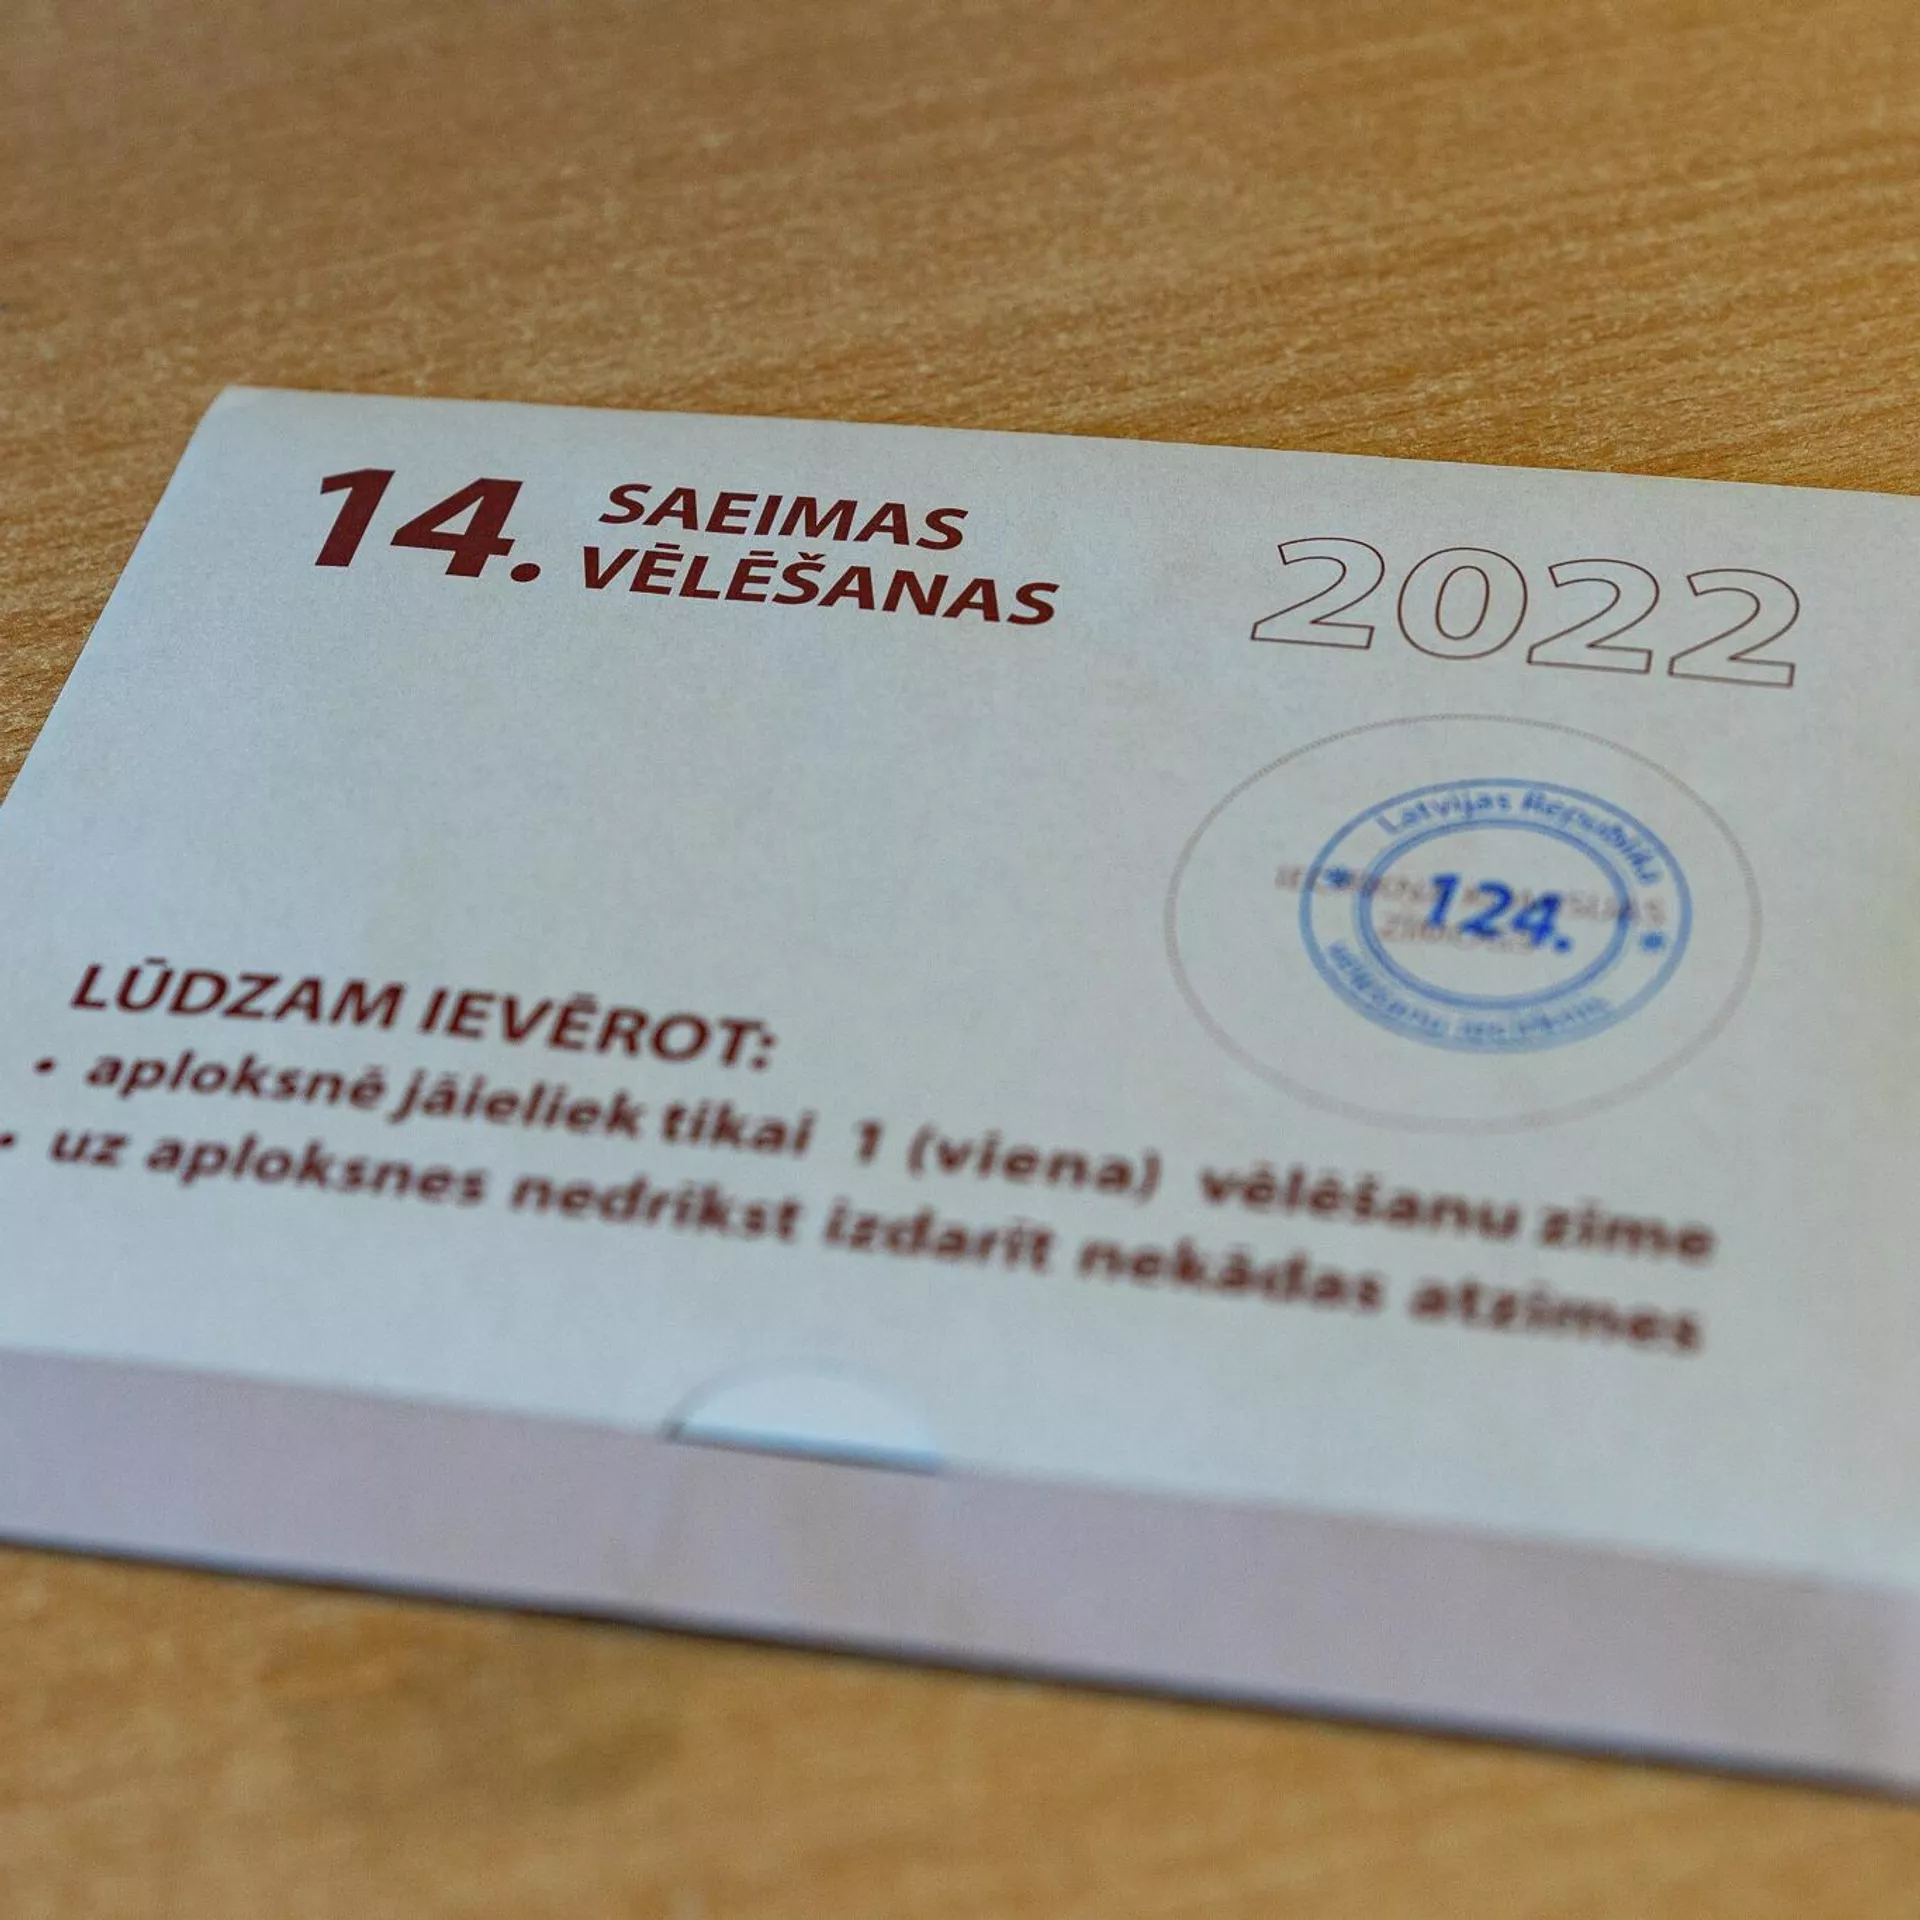 14. SAEIMAS
VĒLĒŠANAS
2022
Latvijas Republika
124.
LŪDZAM IEVĒROT:
• aploksnē jāieliek tikai 1 (viena) vēlēšanu zīme
• uz aploksnes nedrīkst izdarīt nekādas atzīmes